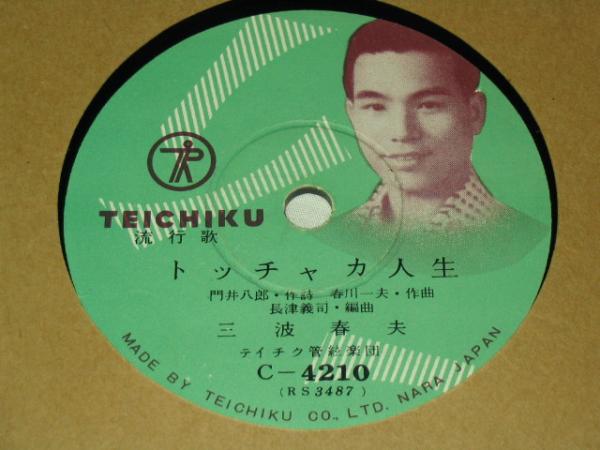 TEICHIKU
流行歌
トッチャカ人生
門井八郎・作詩 春川一夫・作曲
長津義司・編曲
三波春夫
テイチク管絃楽団
C-4210
(RS3487)
MADE BY TEICHIKU CO., LTD. NARA JAPAN